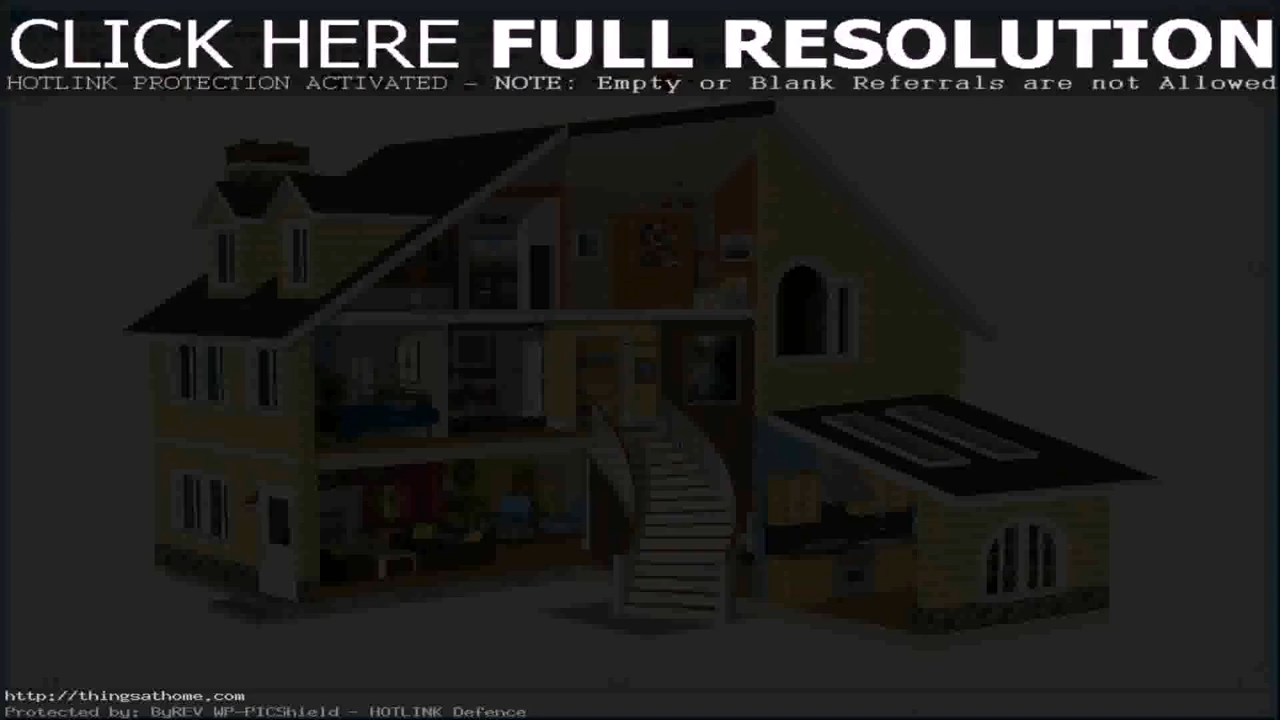 CLICK HERE FULL RESOLUTION
HOTLINK PROTECTION ACTIVATED – NOTE: Empty or Blank Referrals are not Allowed
http://thingsathome.com
Protected by: ByREV WP-PICShield – HOTLINK Defence